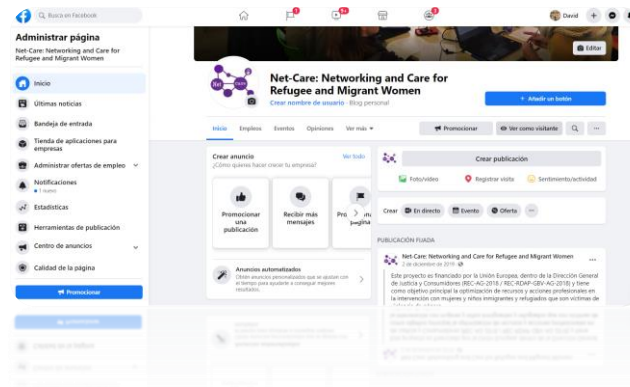 Busca en Facebook
David
Administrar página
Net-Care: Networking and Care for
Refugee and Migrant Women
Inicio
Últimas noticias
Bandeja de entrada
Tienda de aplicaciones para
empresas
Administrar ofertas de empleo
Notificaciones
1 nuevo
Estadísticas
Herramientas de publicación
Centro de anuncios
Calidad de la página
Promocionar
Editar
Net-Care: Networking and Care for
Refugee and Migrant Women
Crear nombre de usuario · Blog personal
+ Añadir un botón
Inicio Empleos Eventos Opiniones Ver más
Promocionar Ver como visitante
Crear anuncio Ver todo
¿Cómo quieres hacer crecer tu empresa?
Promocionar
una
publicación
Recibir más
mensajes
Anuncios automatizados
Obtén anuncios personalizados que se ajustan con
el tiempo para ayudarte a conseguir mejores
resultados.
Crear publicación
Foto/vídeo Registrar visita Sentimiento/actividad
Crear En directo Evento Oferta
PUBLICACIÓN FIJADA
Net-Care: Networking and Care for Refugee and Migrant Women
2 de diciembre de 2019
Este proyecto es financiado por la Unión Europea, dentro de la Dirección General
de Justicia y Consumidores (REC-AG-2018 / REC-RDAP-GBV-AG-2018) y tiene
como objetivo principal la optimización de recursos y acciones profesionales en
la intervención con mujeres y niños inmigrantes y refugiados que son víctimas de